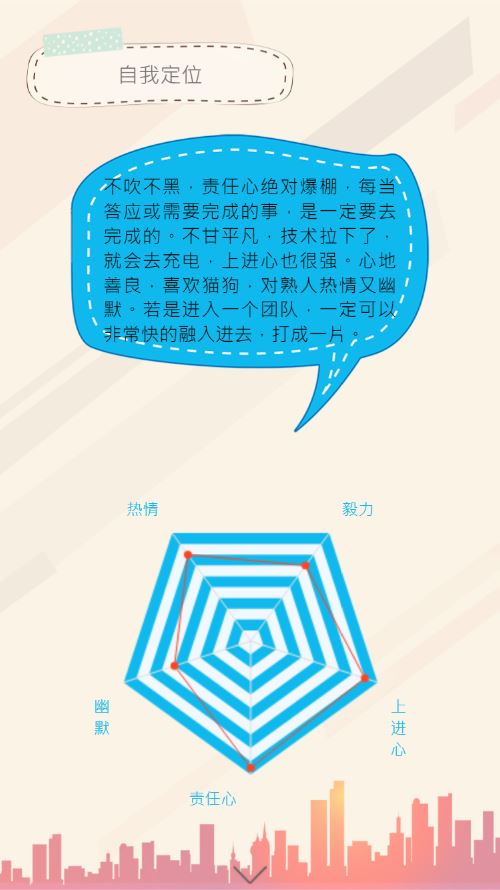 自我定位
不吹不黑，责任心绝对爆棚，每当
答应或需要完成的事，是一定要去
完成的。不甘平凡，技术拉下了，
就会去充电，上进心也很强。心地
善良，喜欢猫狗，对熟人热情又幽
默。若是进入一个团队，一定可以
非常快的融入进去，打成一片。
热情
毅力
幽默
上进心
责任心